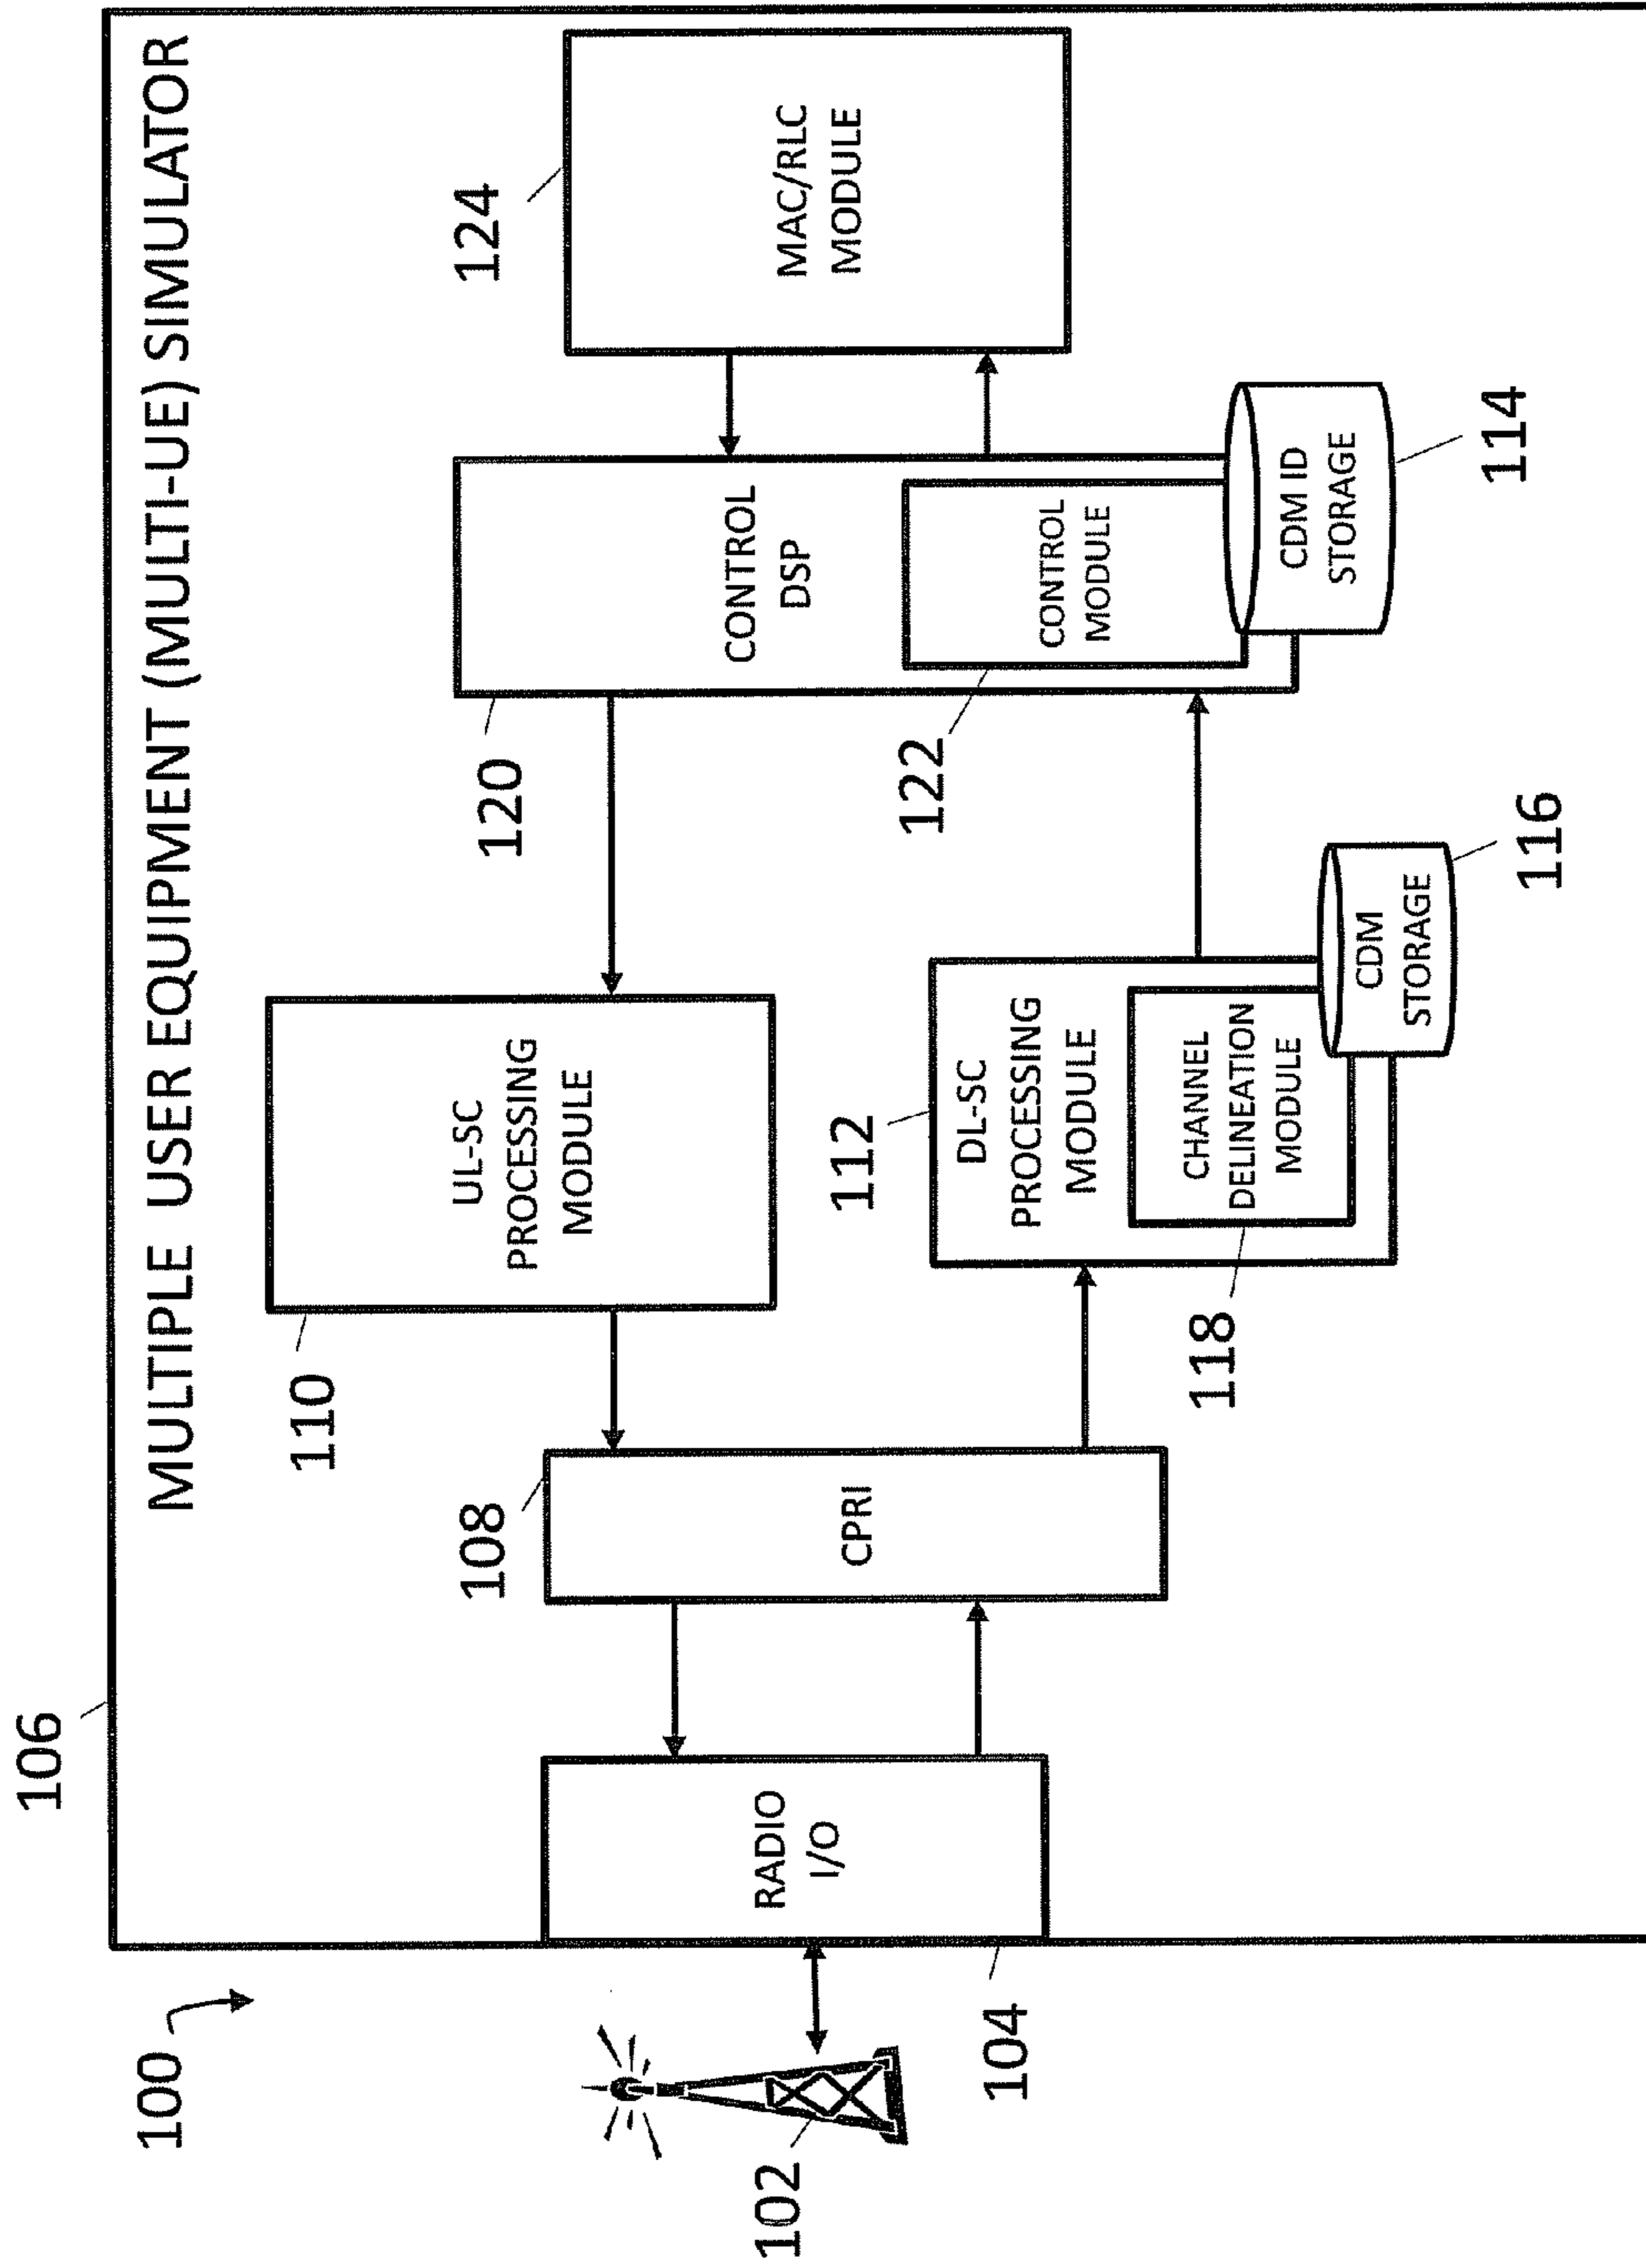 MULTIPLE USER EQUIPMENT (MULTI-UE) SIMULATOR
106
100
102
104
RADIO
I/O
108
CPRI
110
UL-SC
PROCESSING
MODULE
112
DL-SC
PROCESSING
MODULE
118
CHANNEL
DELINEATION
MODULE
CDM
STORAGE
116
120
CONTROL
DSP
122
CONTROL
MODULE
CDM ID
STORAGE
114
124
MAC/RLC
MODULE